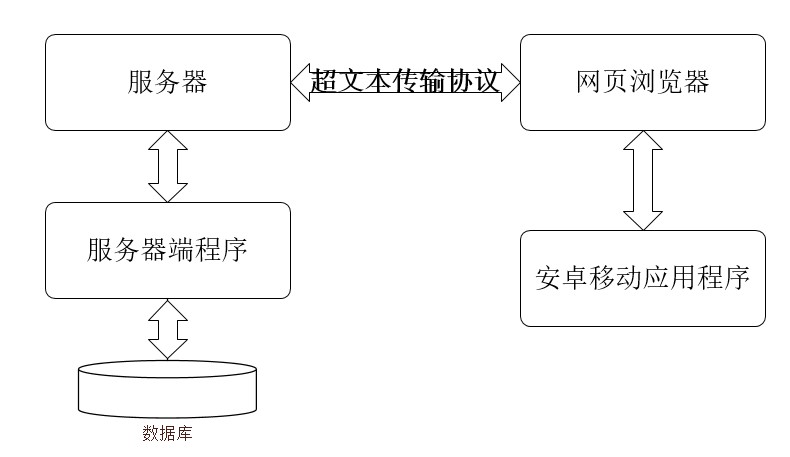 服务器
超文本传输协议
网页浏览器
服务器端程序
安卓移动应用程序
数据库